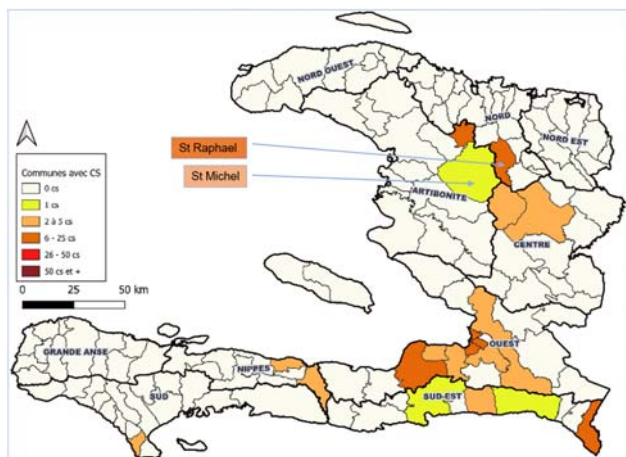 NORD OUEST
NORD
NORD EST
St Raphael
St Michel
ARTIBONITE
CENTRE
Communes avec CS
0 cs
1 cs
2 à 5 cs
6 - 25 cs
26 - 50 cs
50 cs et +
0 25 50 km
GRANDE ANSE
NIPPES
OUEST
SUD
SUD-EST